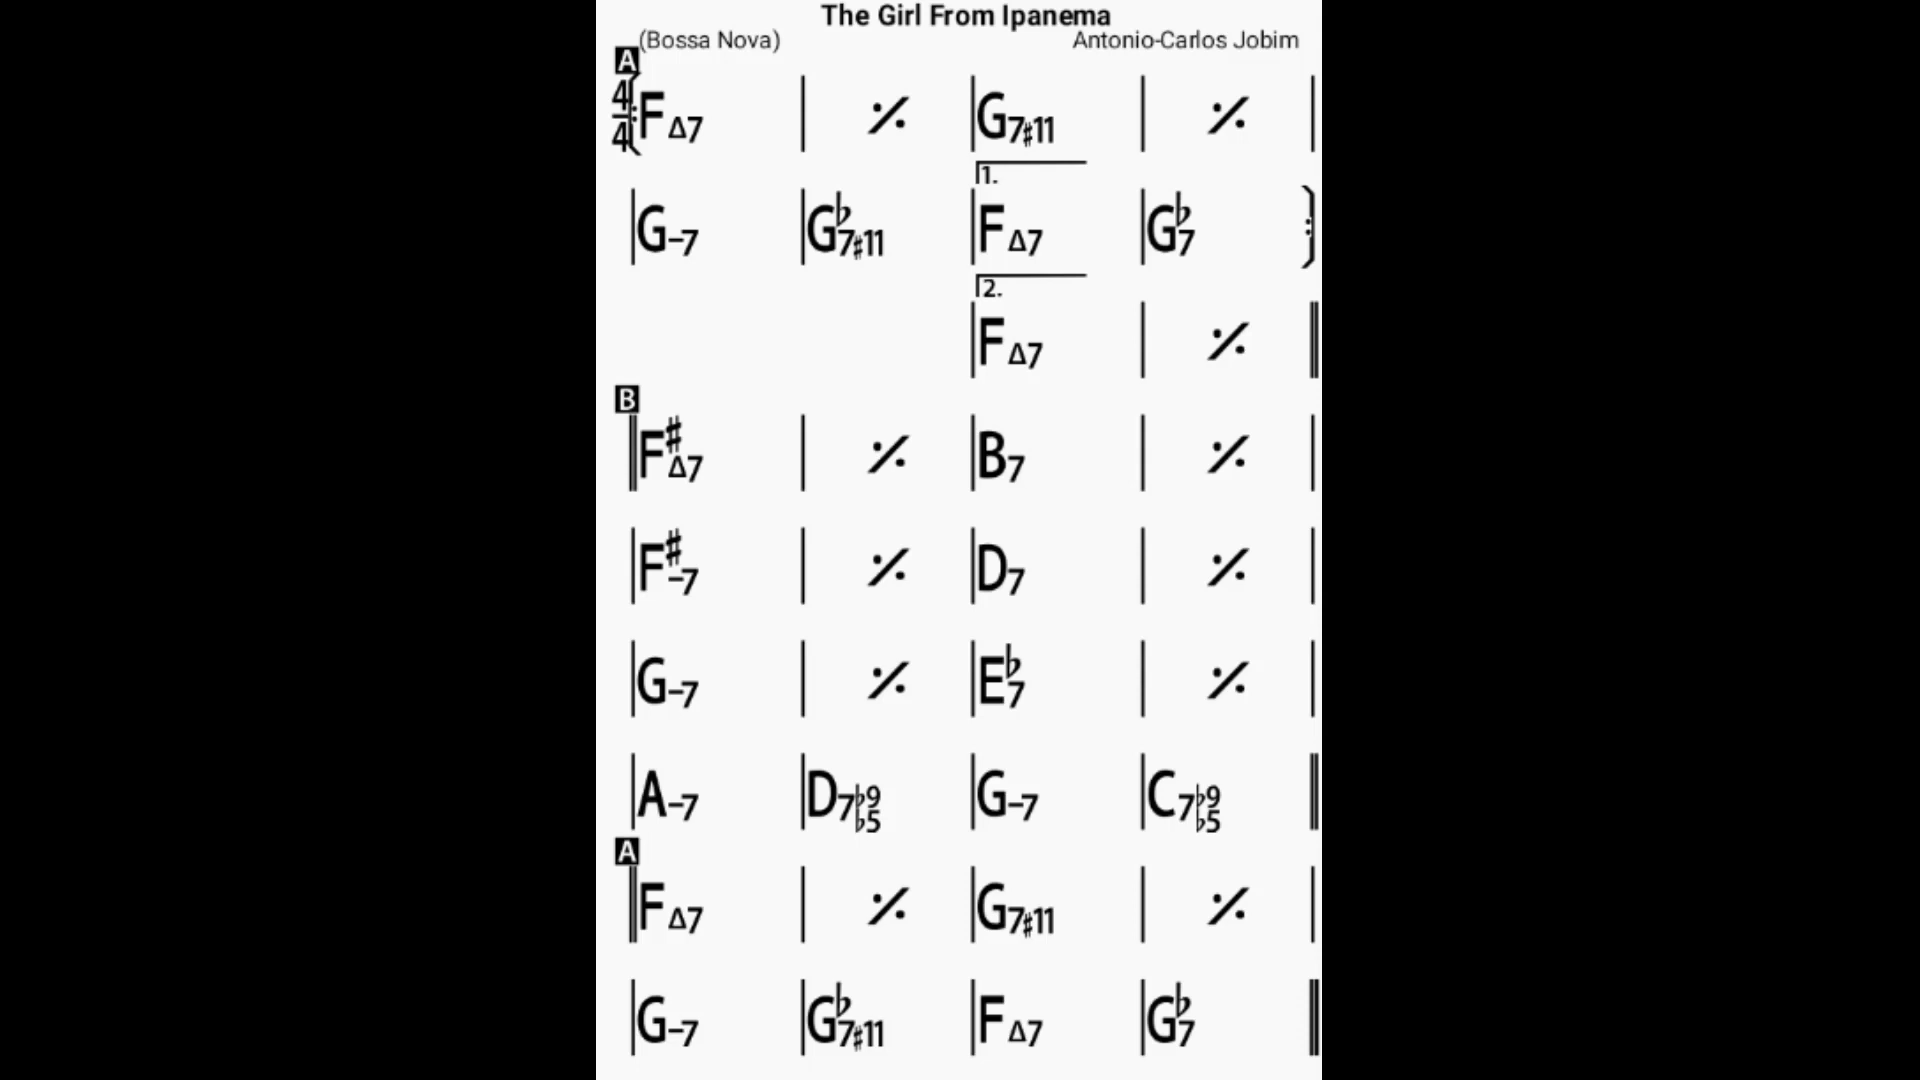 The Girl From Ipanema
(Bossa Nova) Antonio-Carlos Jobim
A
4/4 FΔ7 | 𝄎 | G7♯11 | 𝄎
1.
G-7 | G♭7♯11 | FΔ7 | G♭7
2.
FΔ7 | 𝄎
B
F♯Δ7 | 𝄎 | B7 | 𝄎
F♯-7 | 𝄎 | D7 | 𝄎
G-7 | 𝄎 | E♭7 | 𝄎
A-7 | D7♭9♭5 | G-7 | C7♭9♭5
A
FΔ7 | 𝄎 | G7♯11 | 𝄎
G-7 | G♭7♯11 | FΔ7 | G♭7